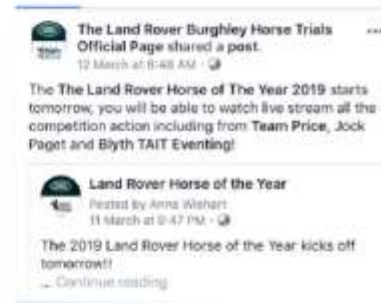 The Land Rover Burghley Horse Trials
Official Page shared a post.
12 March at 8:48 AM ·
The The Land Rover Horse of The Year 2019 starts
tomorrow, you will be able to watch live stream all the
competition action including from Team Price, Jock
Paget and Blyth TAIT Eventing!
Land Rover Horse of the Year
Posted by Anna Wishart
11 March at 9:47 PM ·
The 2019 Land Rover Horse of the Year kicks off
tomorrow!!
... Continue reading